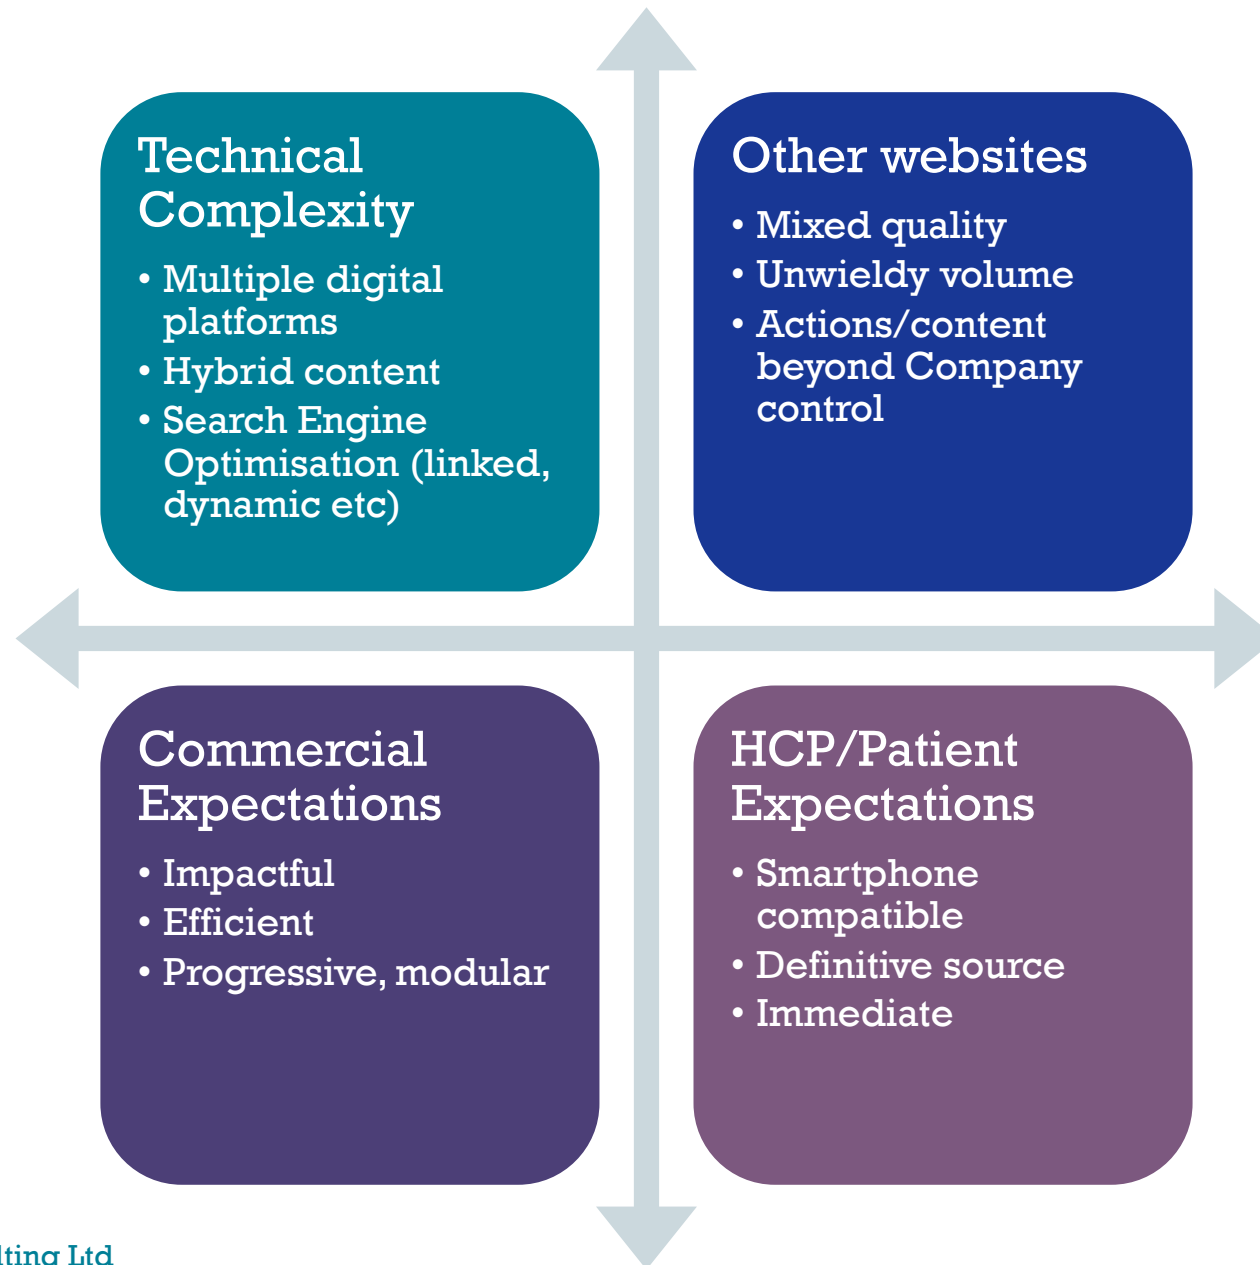 Technical
Complexity
• Multiple digital
platforms
• Hybrid content
• Search Engine
Optimisation (linked,
dynamic etc)
Other websites
• Mixed quality
• Unwieldy volume
• Actions/content
beyond Company
control
Commercial
Expectations
• Impactful
• Efficient
• Progressive, modular
HCP/Patient
Expectations
• Smartphone
compatible
• Definitive source
• Immediate
Ltd